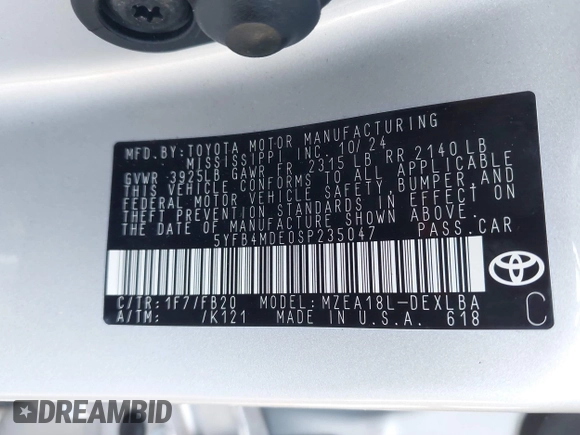 MFD.BY:TOYOTA MOTOR MANUFACTURING
MISSISSIPPI INC. 10/24
GVWR 3925LB GAWR FR 2315 LB RR 2140 LB
THIS VEHICLE CONFORMS TO ALL APPLICABLE
FEDERAL MOTOR VEHICLE SAFETY, BUMPER,AND
THEFT PREVENTION STANDARDS IN EFFECT ON
THE DATE OF MANUFACTURE SHOWN ABOVE.
5YFB4MDE0SP235047 PASS.CAR
C/TR:1F7/FB20 MODEL:MZEA18L-DEXLBA
A/TM: /K121 MADE IN U.S.A. 618
C
DREAMBID